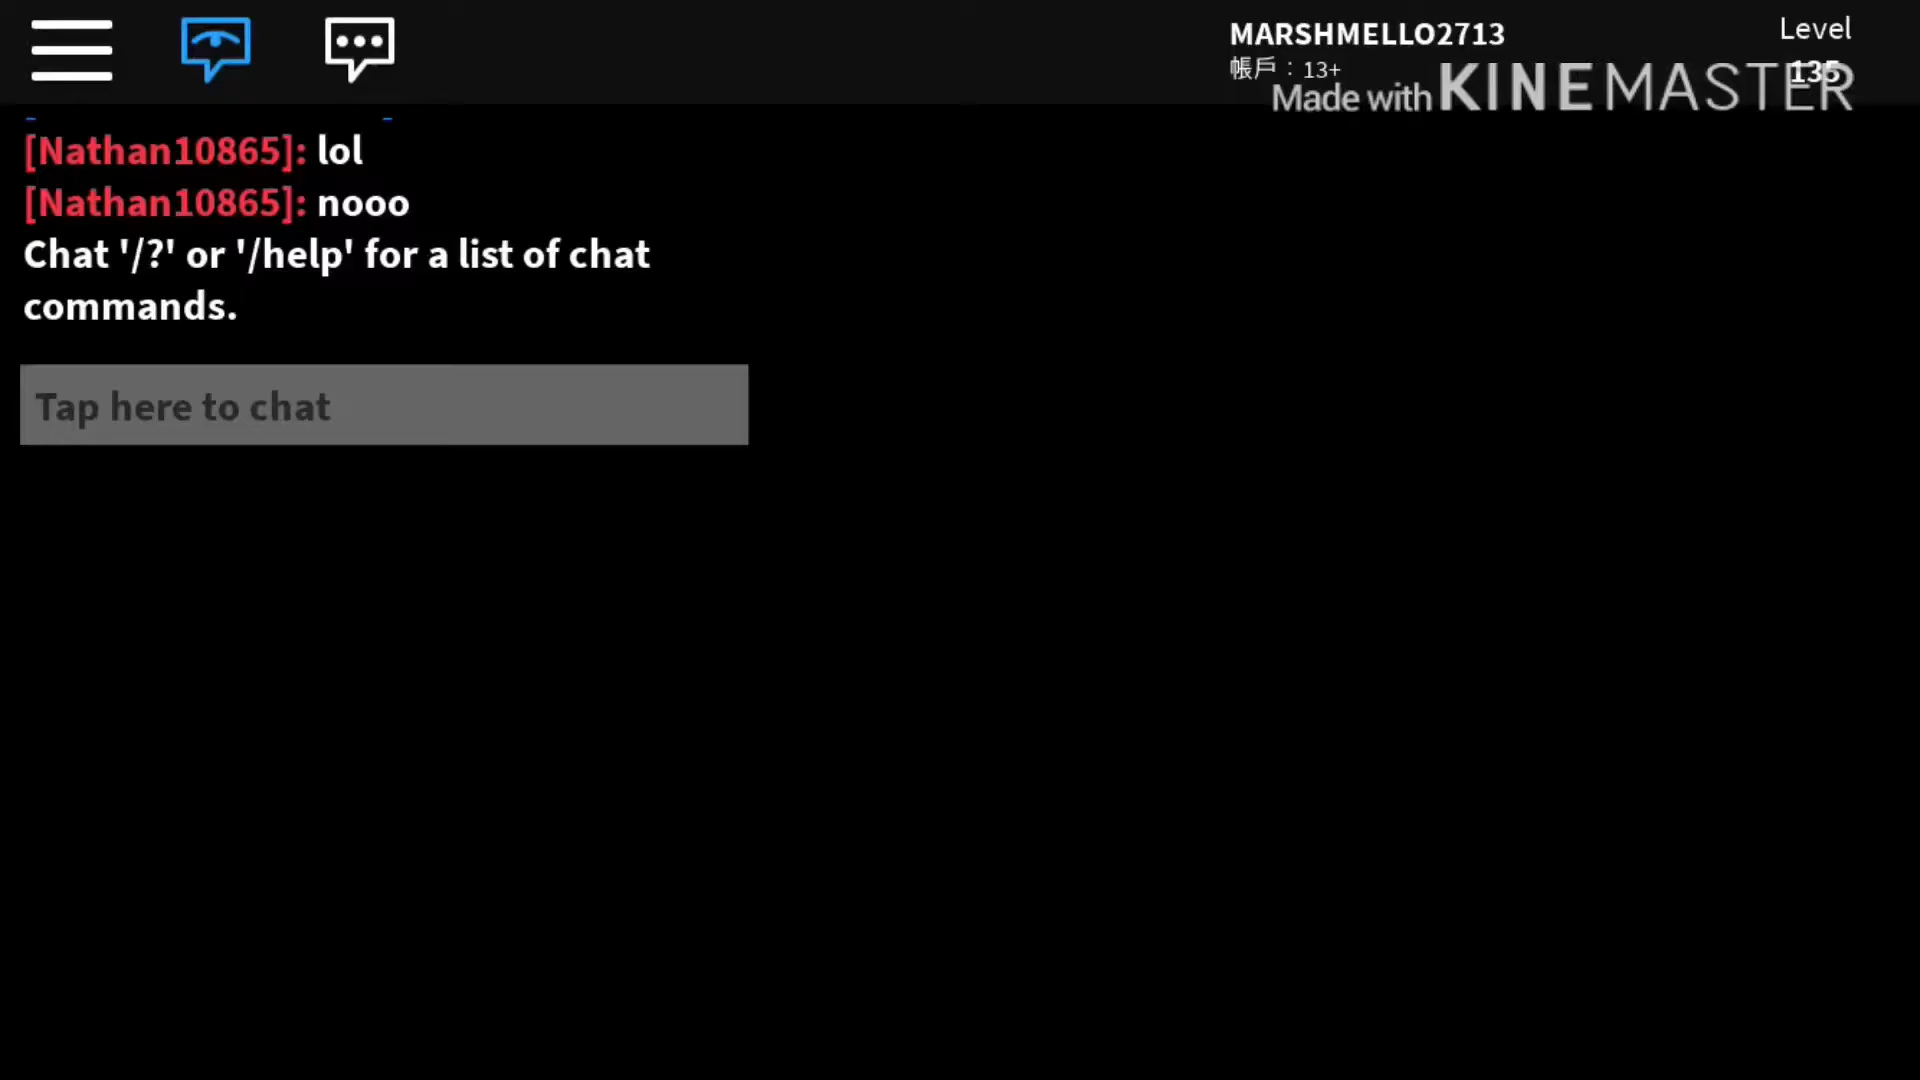 MARSHMELLO2713
Level
帳戶：13+
135
Made with KINEMASTER
[Nathan10865]: lol
[Nathan10865]: nooo
Chat '/?' or '/help' for a list of chat
commands.
Tap here to chat